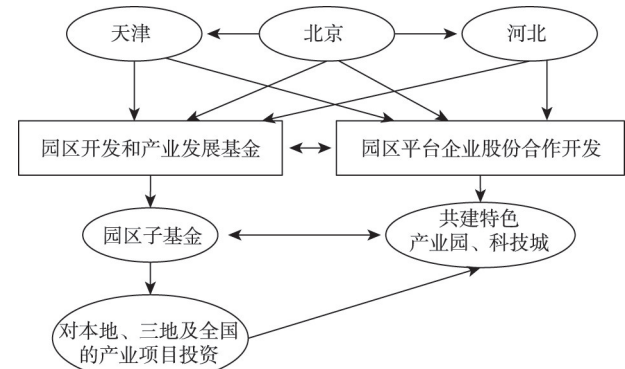 天津
北京
河北
园区开发和产业发展基金
园区平台企业股份合作开发
园区子基金
共建特色
产业园、科技城
对本地、三地及全国
的产业项目投资